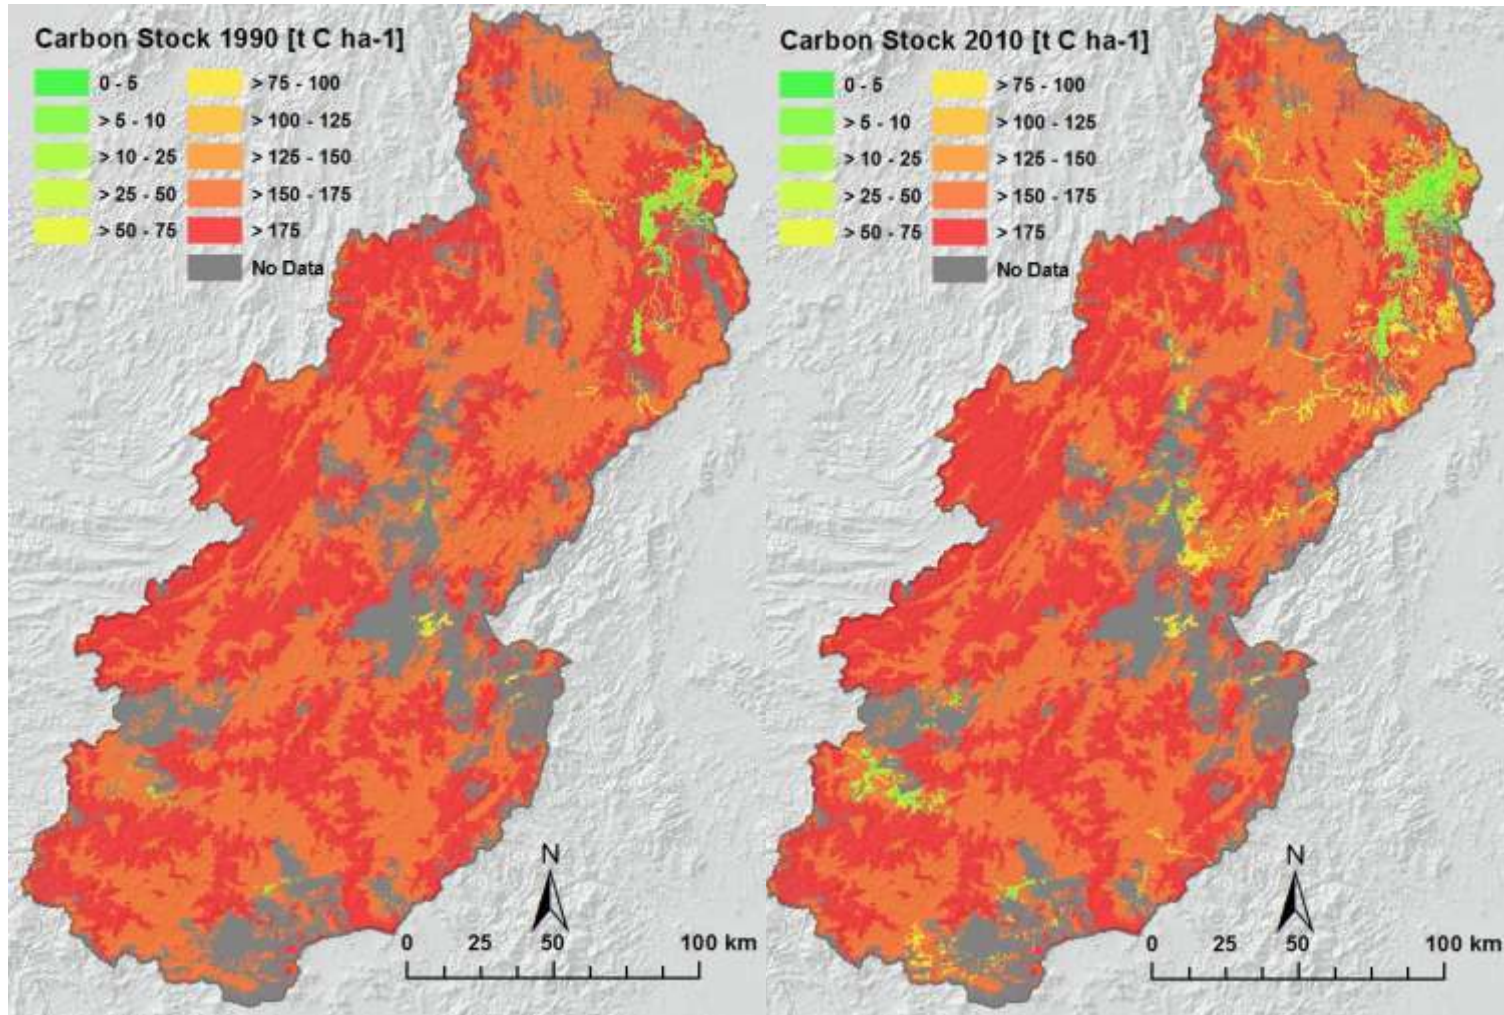 Carbon Stock 1990 [t C ha-1]
0 - 5
> 75 - 100
> 5 - 10
> 100 - 125
> 10 - 25
> 125 - 150
> 25 - 50
> 150 - 175
> 50 - 75
> 175
No Data
N
0 25 50 100 km
Carbon Stock 2010 [t C ha-1]
0 - 5
> 75 - 100
> 5 - 10
> 100 - 125
> 10 - 25
> 125 - 150
> 25 - 50
> 150 - 175
> 50 - 75
> 175
No Data
N
0 25 50 100 km